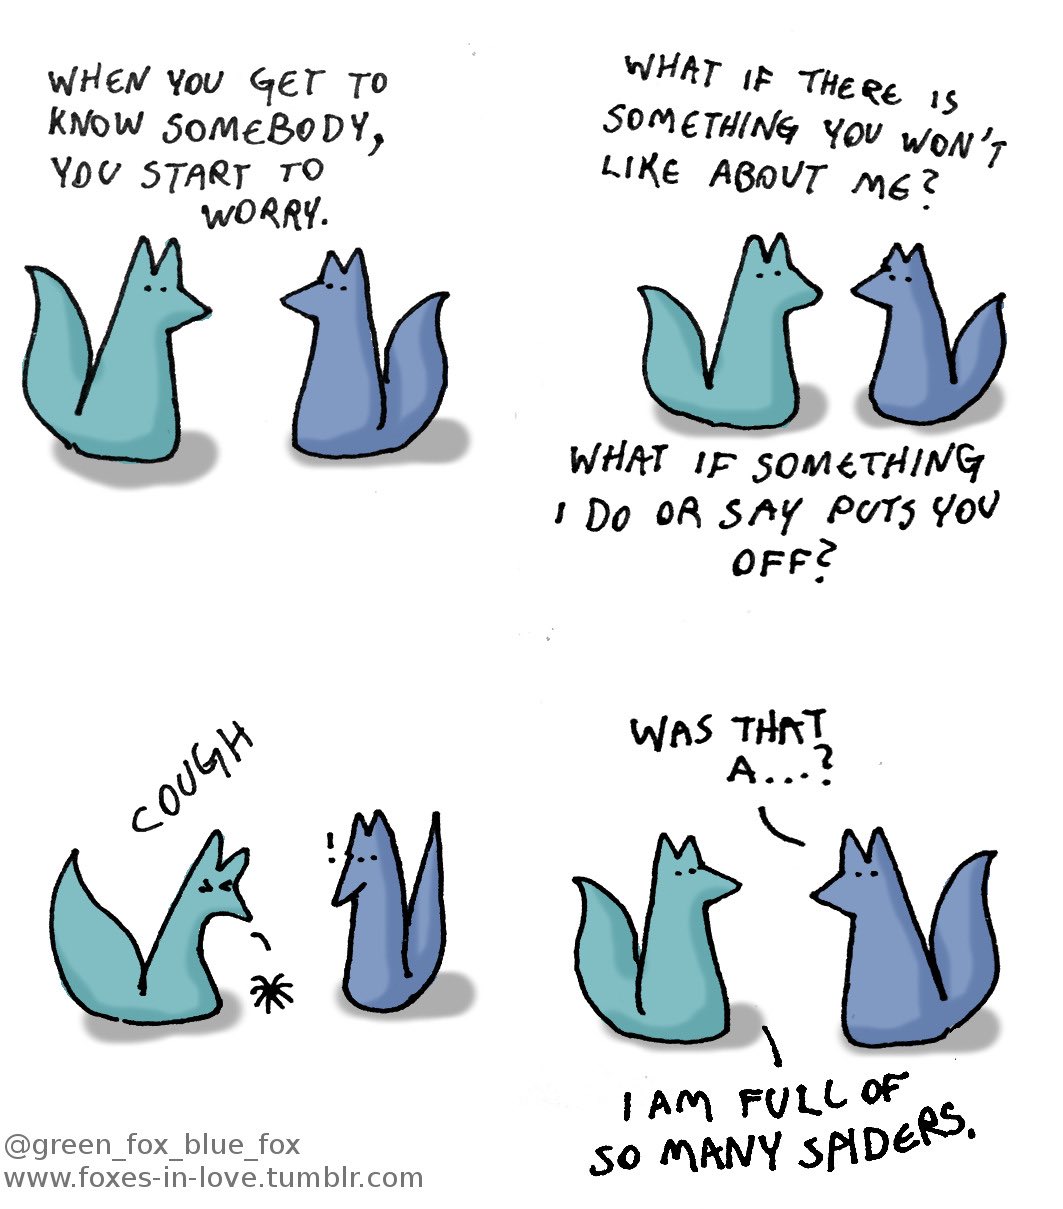 WHEN YOU GET TO
KNOW SOMEBODY,
YOU START TO
WORRY.
WHAT IF THERE IS
SOMETHING YOU WON'T
LIKE ABOUT ME?
WHAT IF SOMETHING
I DO OR SAY PUTS YOU
OFF?
COUGH
!
WAS THAT
A...?
I AM FULL OF
SO MANY SPIDERS.
@green_fox_blue_fox
www.foxes-in-love.tumblr.com